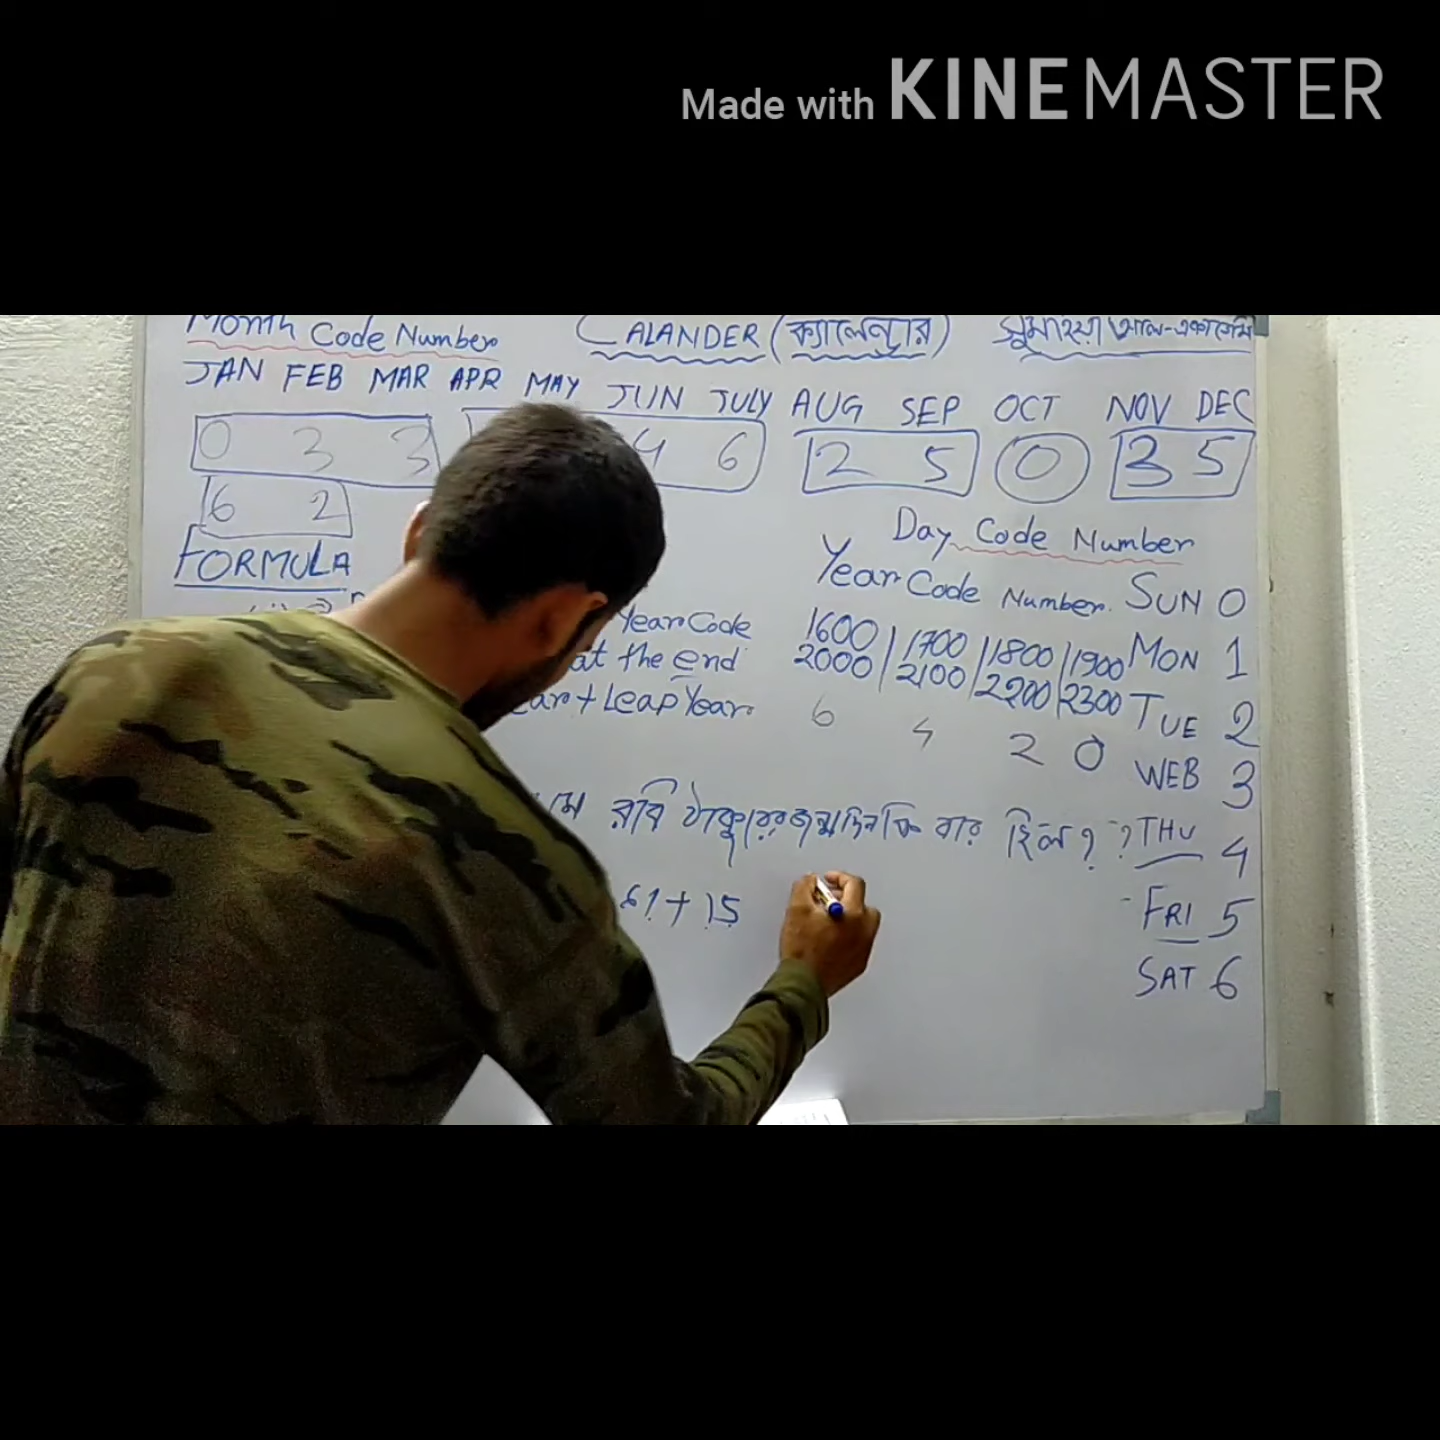 Made with KINEMASTER
Month Code Number CALANDER (ক্যালেন্ডার)
JAN FEB MAR APR MAY JUN JULY AUG SEP OCT NOV DEC
0 3 3 4 6 2 5 0 3 5
6 2
Day Code Number
FORMULA Year Code Number. SUN 0
Year Code 1600 1700 1800 1900 MON 1
at the end 2000 2100 2200 2300 TUE 2
+ Leap Year. 6 4 2 0 WEB 3
রবি ঠাকুরের জন্মদিন কি বার ছিল ? ? THU 4
61 + 15 FRI 5
SAT 6